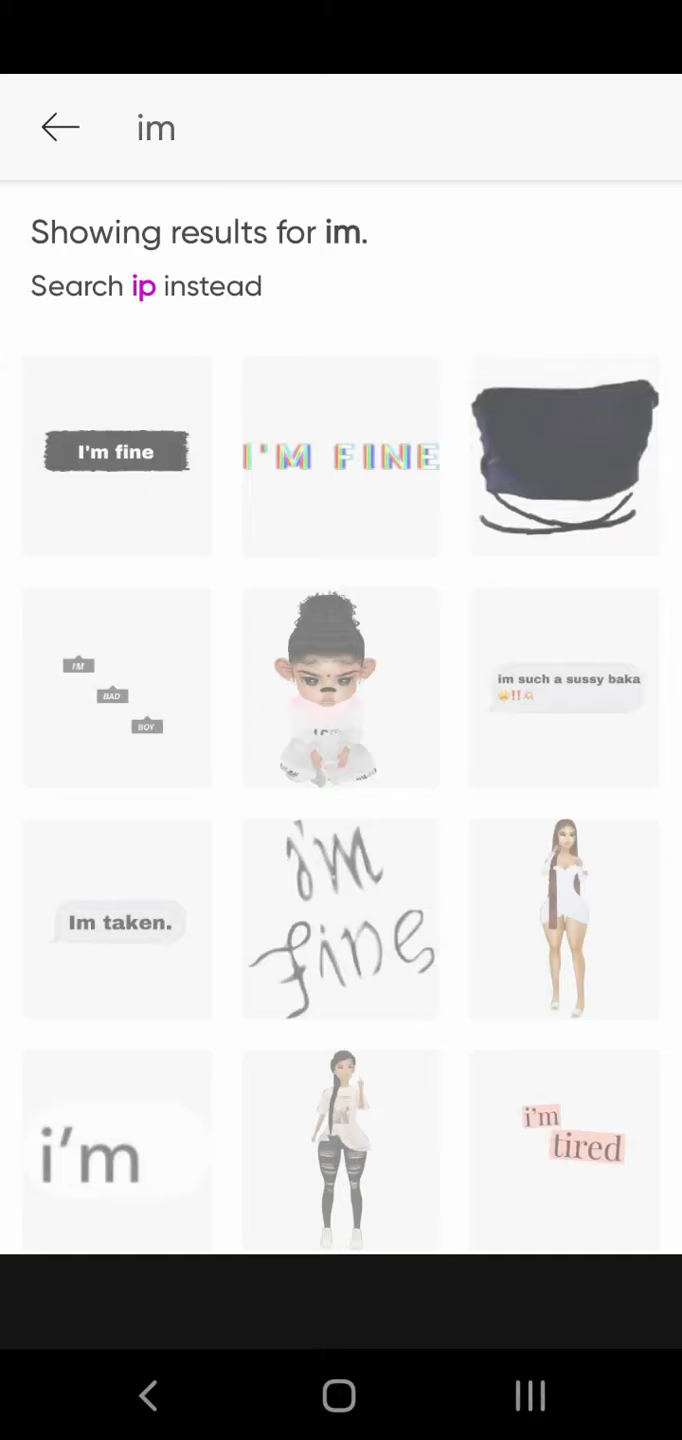 im
Showing results for im.
Search ip instead
I'm fine
I'M FINE
I'M
BAD
BOY
im such a sussy baka
Im taken.
i'm
fine
i'm
i'm
tired